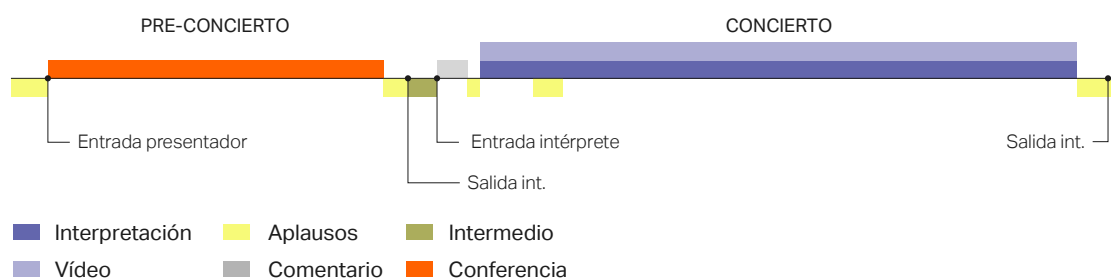 PRE-CONCIERTO
CONCIERTO
Entrada presentador
Entrada intérprete
Salida int.
Salida int.
Interpretación
Aplausos
Intermedio
Vídeo
Comentario
Conferencia